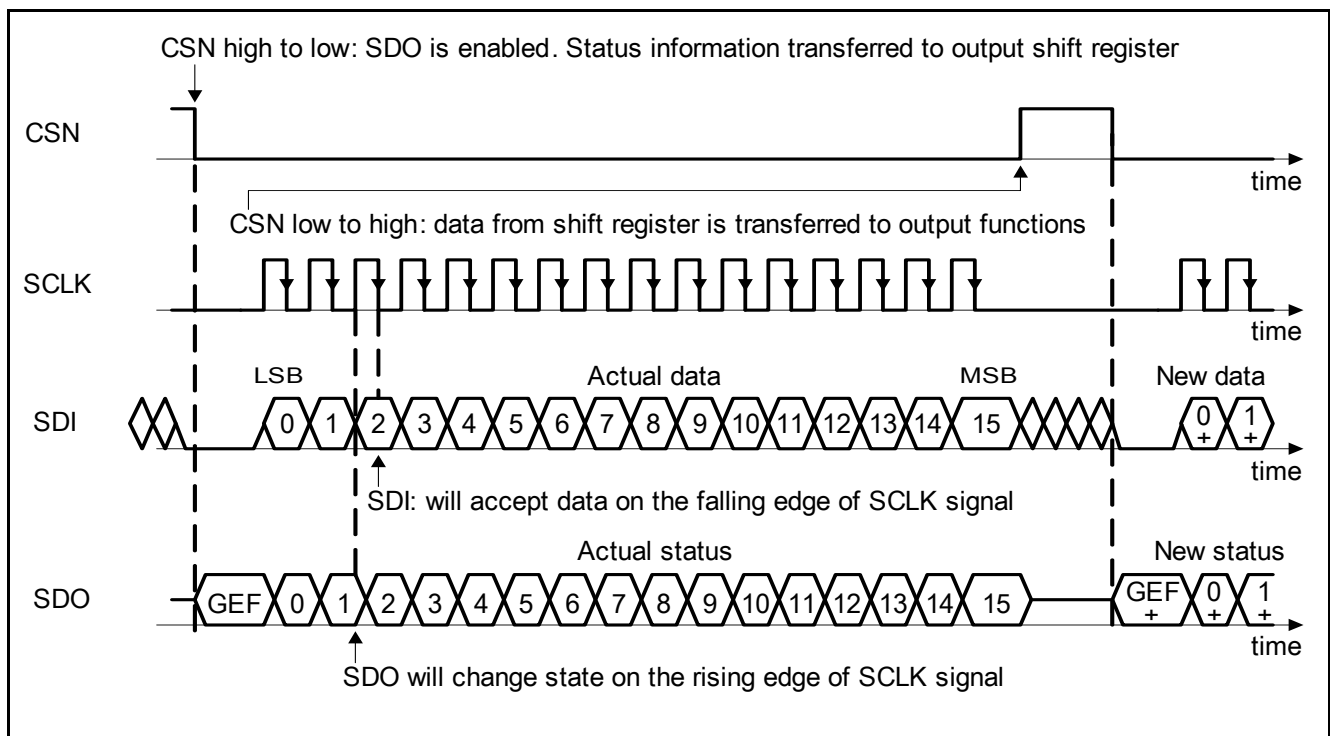 CSN high to low: SDO is enabled. Status information transferred to output shift register
CSN
time
CSN low to high: data from shift register is transferred to output functions
SCLK
time
LSB Actual data MSB New data
SDI 0 1 2 3 4 5 6 7 8 9 10 11 12 13 14 15 0 1
+ +
time
SDI: will accept data on the falling edge of SCLK signal
Actual status New status
SDO GEF 0 1 2 3 4 5 6 7 8 9 10 11 12 13 14 15 GEF 0 1
+ + +
time
SDO will change state on the rising edge of SCLK signal